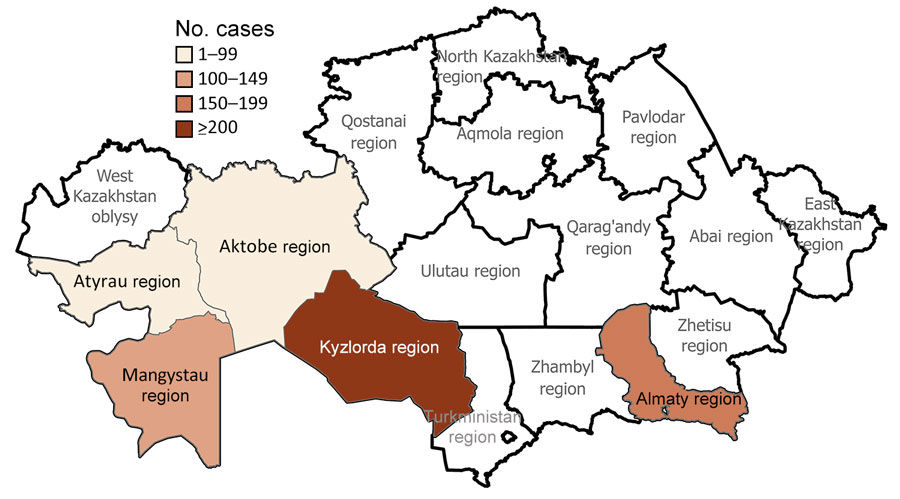 No. cases
1–99
100–149
150–199
≥200
North Kazakhstan
region
Qostanai
region
Aqmola region
Pavlodar
region
West
Kazakhstan
oblysy
Aktobe region
Atyrau region
Mangystau
region
Kyzlorda region
Ulutau region
Qarag'andy
region
Abai region
East
Kazakhstan
region
Zhetisu
region
Zhambyl
region
Almaty region
Turkministan
region